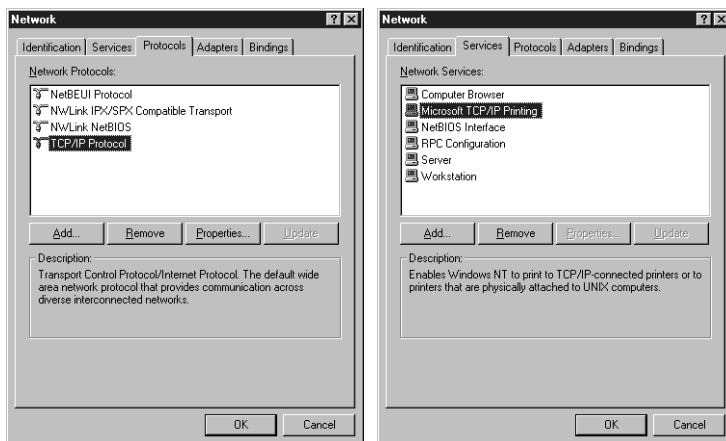 Network
Identification Services Protocols Adapters Bindings
Network Protocols:
NetBEUI Protocol
NWLink IPX/SPX Compatible Transport
NWLink NetBIOS
TCP/IP Protocol
Add... Remove Properties... Update
Description:
Transport Control Protocol/Internet Protocol. The default wide
area network protocol that provides communication across
diverse interconnected networks.
OK Cancel
Network
Identification Services Protocols Adapters Bindings
Network Services:
Computer Browser
Microsoft TCP/IP Printing
NetBIOS Interface
RPC Configuration
Server
Workstation
Add... Remove Properties... Update
Description:
Enables Windows NT to print to TCP/IP-connected printers or to
printers that are physically attached to UNIX computers.
OK Cancel